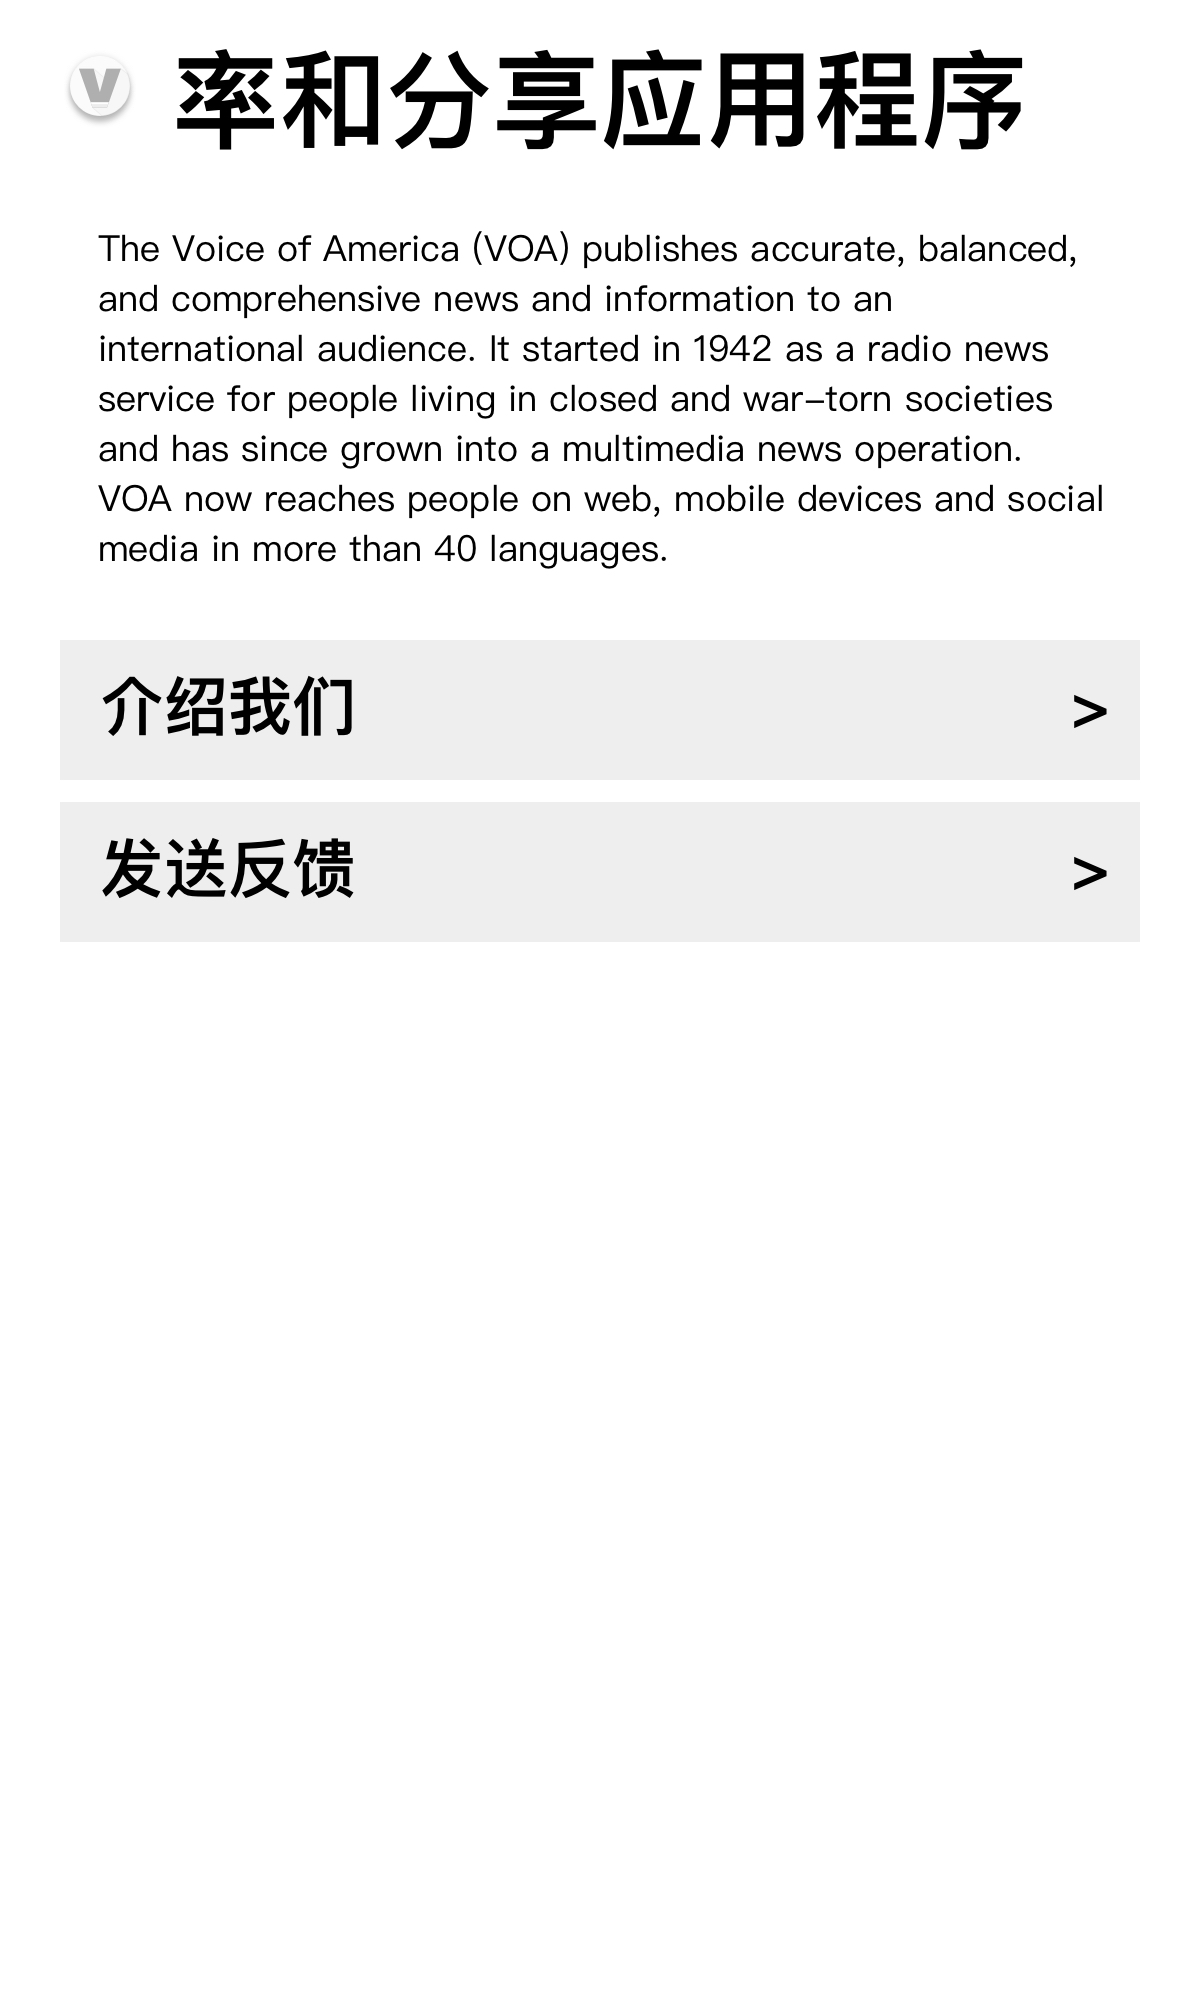 V 率和分享应用程序
The Voice of America (VOA) publishes accurate, balanced,
and comprehensive news and information to an
international audience. It started in 1942 as a radio news
service for people living in closed and war-torn societies
and has since grown into a multimedia news operation.
VOA now reaches people on web, mobile devices and social
media in more than 40 languages.
介绍我们 >
发送反馈 >